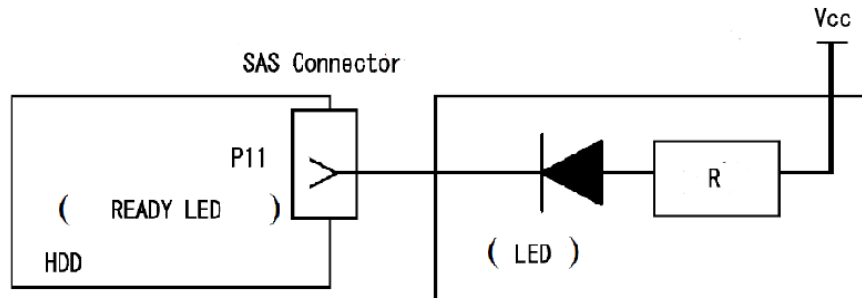 Vcc
SAS Connector
P11
R
( READY LED )
( LED )
HDD